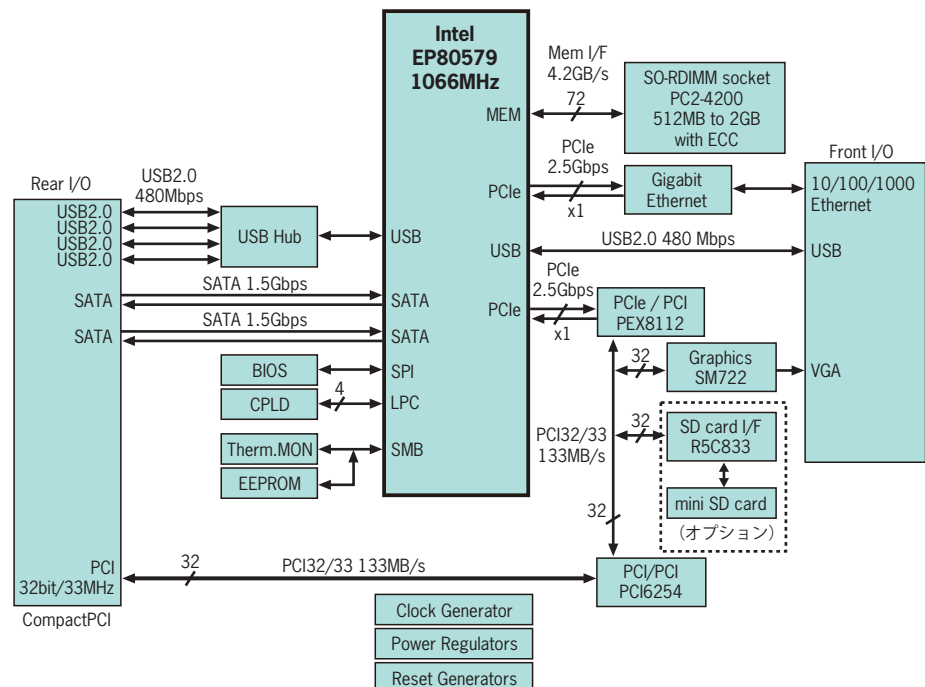 Intel
EP80579
1066MHz
Mem I/F
4.2GB/s
MEM
72
SO-RDIMM socket
PC2-4200
512MB to 2GB
with ECC
PCIe
2.5Gbps
PCIe
x1
Gigabit
Ethernet
Front I/O
10/100/1000
Ethernet
Rear I/O
USB2.0
480Mbps
USB2.0
USB2.0
USB2.0
USB2.0
USB Hub
USB
USB
USB2.0 480 Mbps
USB
SATA 1.5Gbps
SATA
SATA
SATA 1.5Gbps
SATA
SATA
PCIe
2.5Gbps
PCIe
x1
PCIe / PCI
PEX8112
BIOS
SPI
CPLD
4
LPC
Therm.MON
SMB
EEPROM
32
Graphics
SM722
VGA
PCI32/33
133MB/s
32
SD card I/F
R5C833
mini SD card
(オプション)
32
PCI
32bit/33MHz
32
PCI32/33 133MB/s
PCI/PCI
PCI6254
CompactPCI
Clock Generator
Power Regulators
Reset Generators